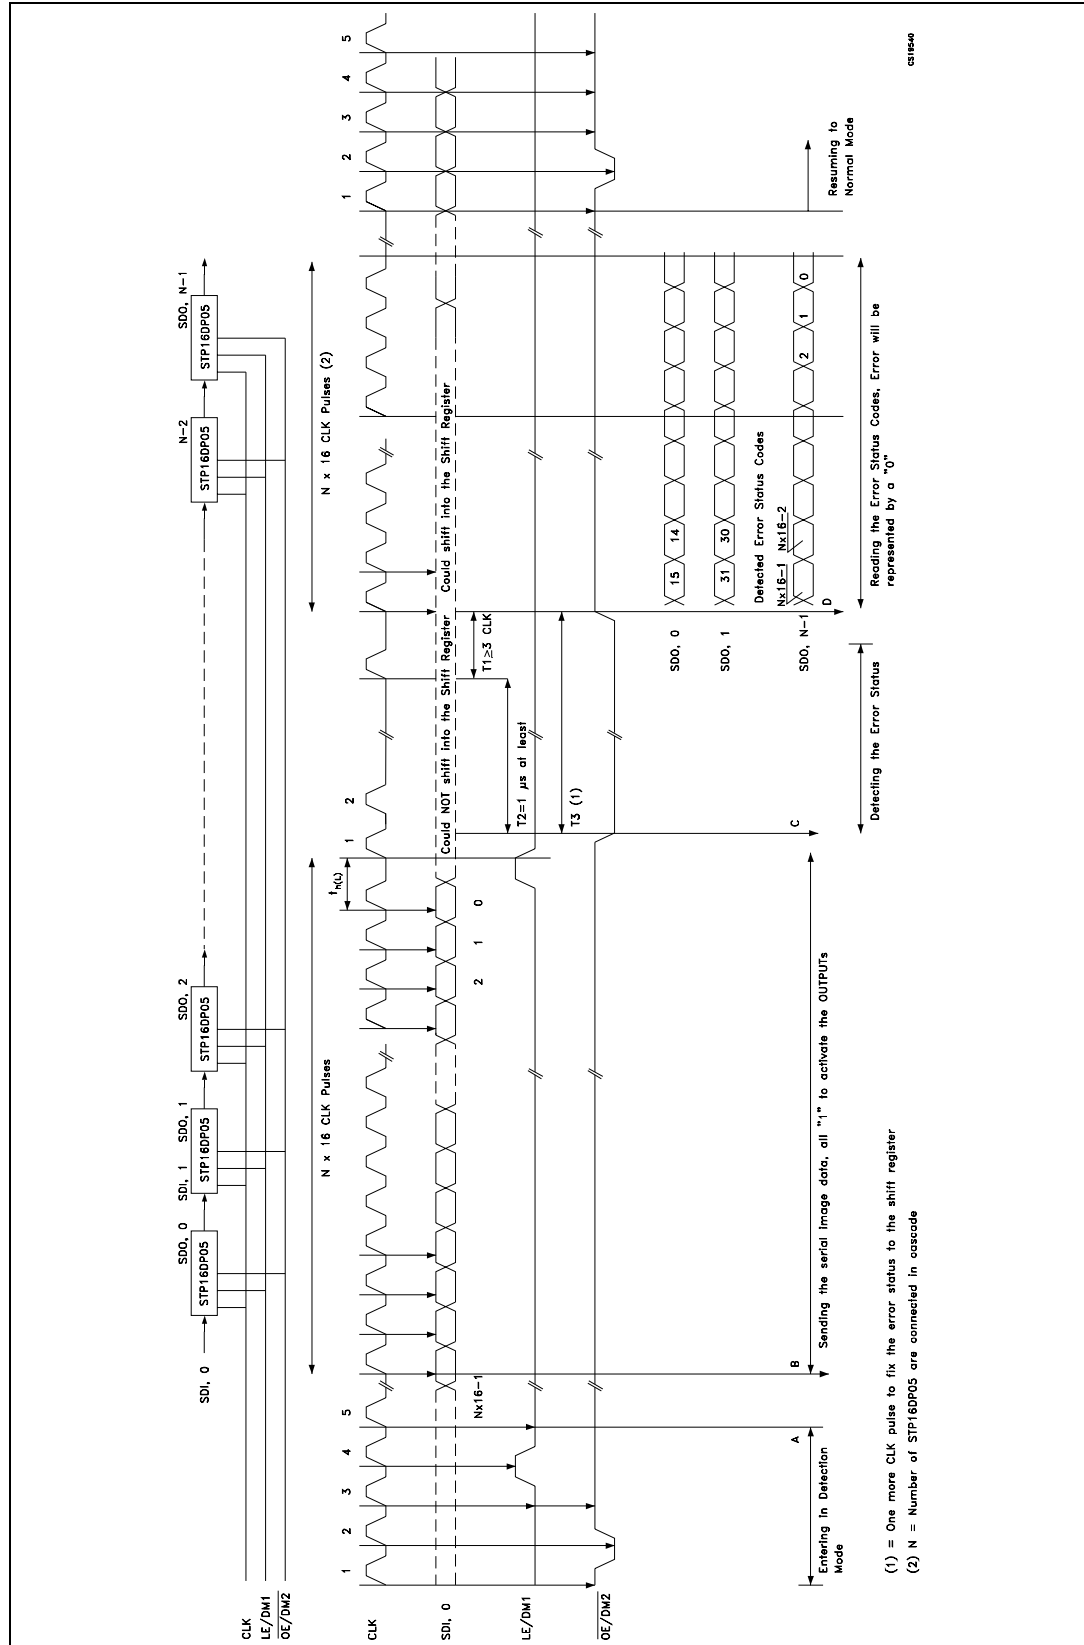 SDI, 0
STP16DP05
SDO, 0
SDI, 1
STP16DP05
SDO, 1
STP16DP05
SDO, 2
N-2
STP16DP05
STP16DP05
SDO, N-1
CLK
LE/DM1
OE/DM2
N x 16 CLK Pulses
N x 16 CLK Pulses (2)
CLK
1 2 3 4 5
th(L)
1 2
1 2 3 4 5
SDI, 0
Nx16-1
2 1 0
Could NOT shift into the Shift Register
Could shift into the Shift Register
T1≥3 CLK
LE/DM1
T2=1 µs at least
T3 (1)
OE/DM2
SDO, 0
15 14
SDO, 1
31 30
Detected Error Status Codes
Nx16-1 Nx16-2
SDO, N-1
2 1 0
A
B
C
D
Entering in Detection
Mode
Sending the serial image data, all "1" to activate the OUTPUTs
Detecting the Error Status
Reading the Error Status Codes, Error will be
represented by a "0"
Resuming to
Normal Mode
(1) = One more CLK pulse to fix the error status to the shift register
(2) N = Number of STP16DP05 are connected in cascade
CS19540